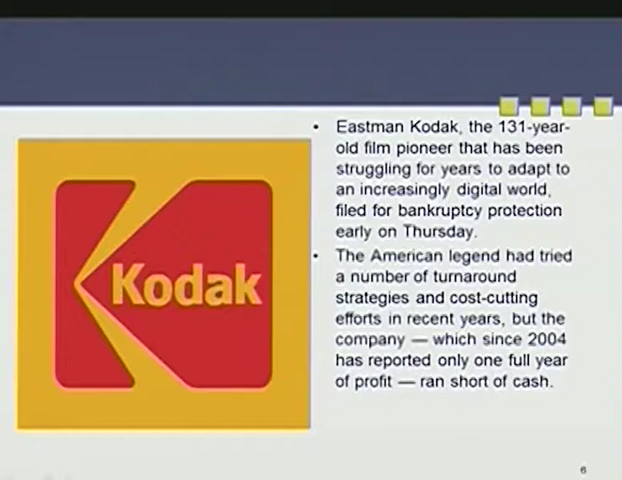 Kodak
• Eastman Kodak, the 131-year-
old film pioneer that has been
struggling for years to adapt to
an increasingly digital world,
filed for bankruptcy protection
early on Thursday.
• The American legend had tried
a number of turnaround
strategies and cost-cutting
efforts in recent years, but the
company — which since 2004
has reported only one full year
of profit — ran short of cash.
6